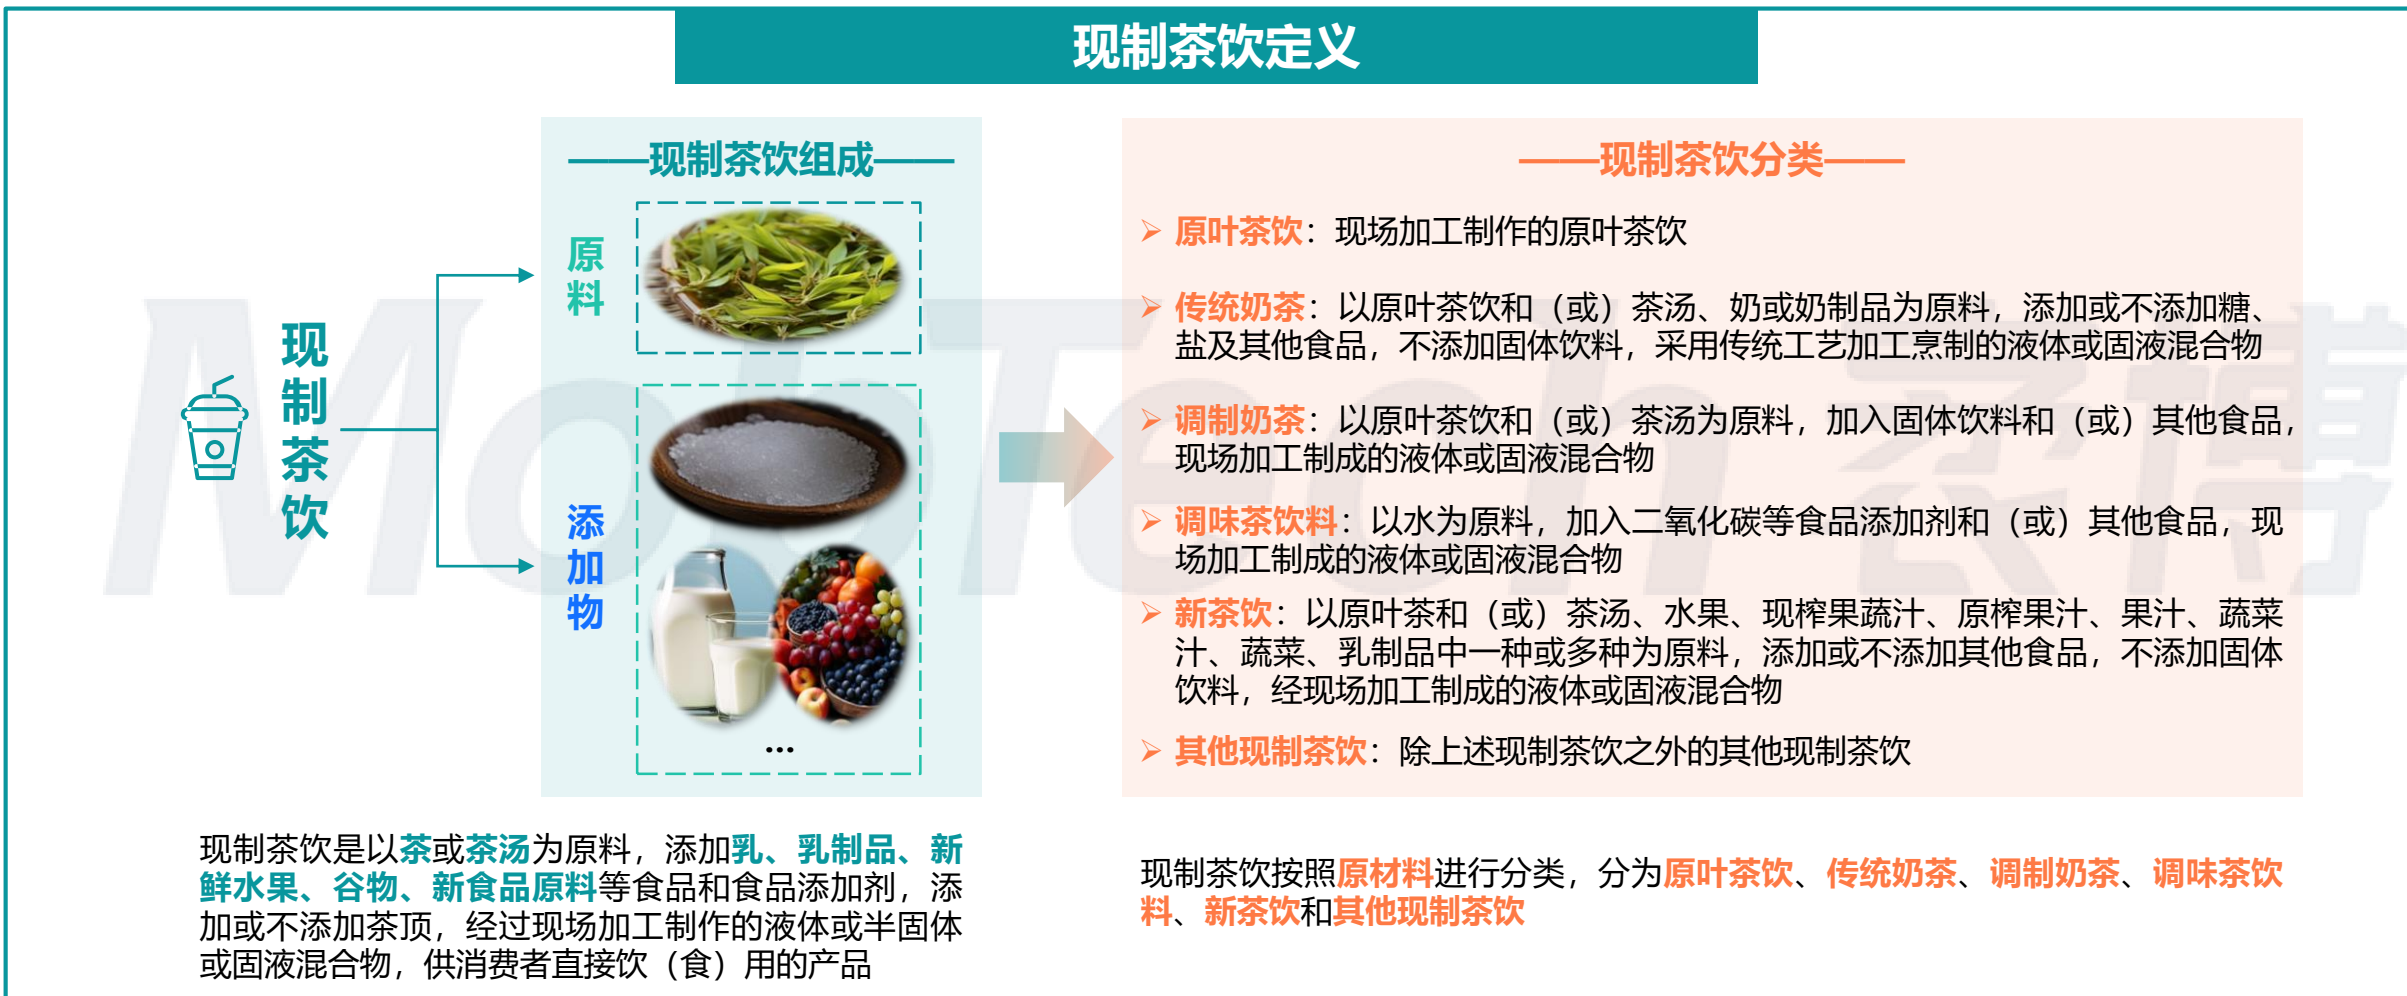 现制茶饮定义
现制茶饮
——现制茶饮组成——
原料
添加物
...
——现制茶饮分类——
➢ 原叶茶饮：现场加工制作的原叶茶饮
➢ 传统奶茶：以原叶茶饮和（或）茶汤、奶或奶制品为原料，添加或不添加糖、
盐及其他食品，不添加固体饮料，采用传统工艺加工烹制的液体或固液混合物
➢ 调制奶茶：以原叶茶饮和（或）茶汤为原料，加入固体饮料和（或）其他食品，
现场加工制成的液体或固液混合物
➢ 调味茶饮料：以水为原料，加入二氧化碳等食品添加剂和（或）其他食品，现
场加工制成的液体或固液混合物
➢ 新茶饮：以原叶茶和（或）茶汤、水果、现榨果蔬汁、原榨果汁、果汁、蔬菜
汁、蔬菜、乳制品中一种或多种为原料，添加或不添加其他食品，不添加固体
饮料，经现场加工制成的液体或固液混合物
➢ 其他现制茶饮：除上述现制茶饮之外的其他现制茶饮
现制茶饮是以茶或茶汤为原料，添加乳、乳制品、新
鲜水果、谷物、新食品原料等食品和食品添加剂，添
加或不添加茶顶，经过现场加工制作的液体或半固体
或固液混合物，供消费者直接饮（食）用的产品
现制茶饮按照原材料进行分类，分为原叶茶饮、传统奶茶、调制奶茶、调味茶饮
料、新茶饮和其他现制茶饮
MobTech 袤博